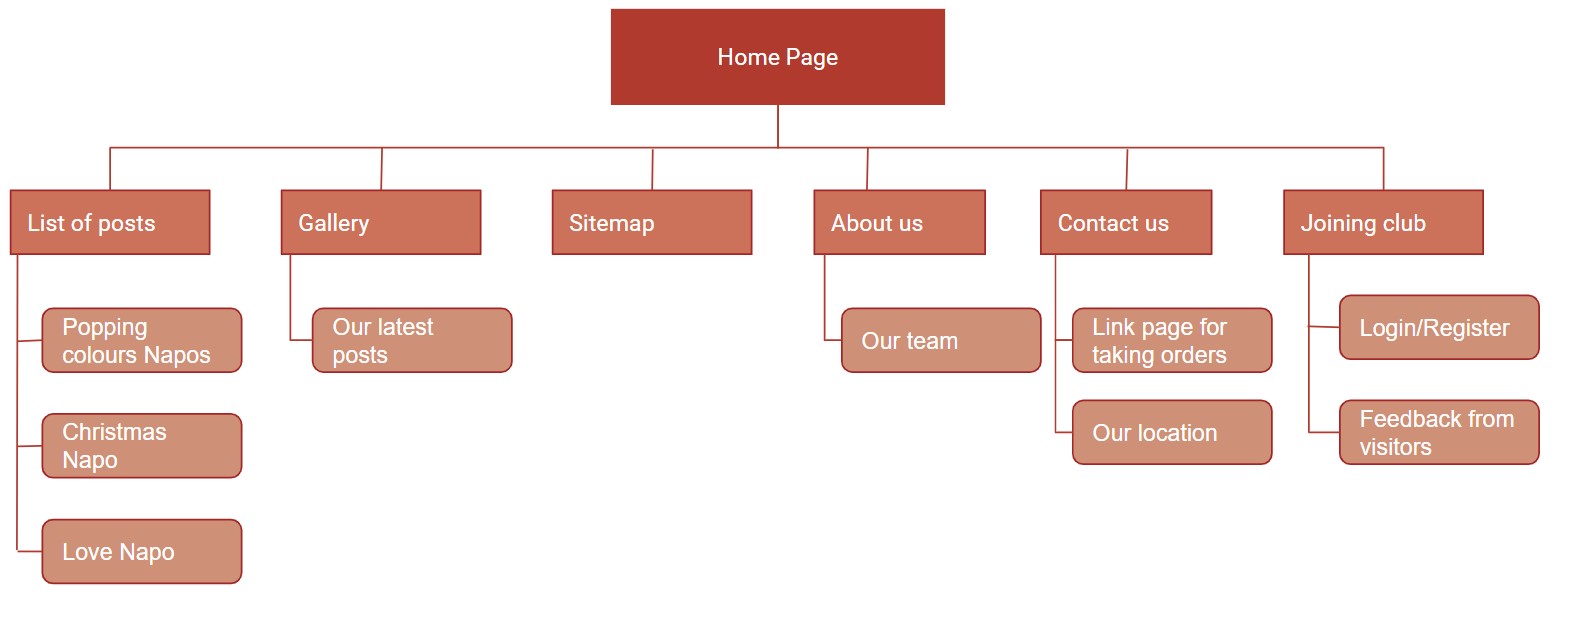 Home Page
List of posts
Gallery
Sitemap
About us
Contact us
Joining club
Popping
colours Napos
Christmas
Napo
Love Napo
Our latest
posts
Our team
Link page for
taking orders
Our location
Login/Register
Feedback from
visitors